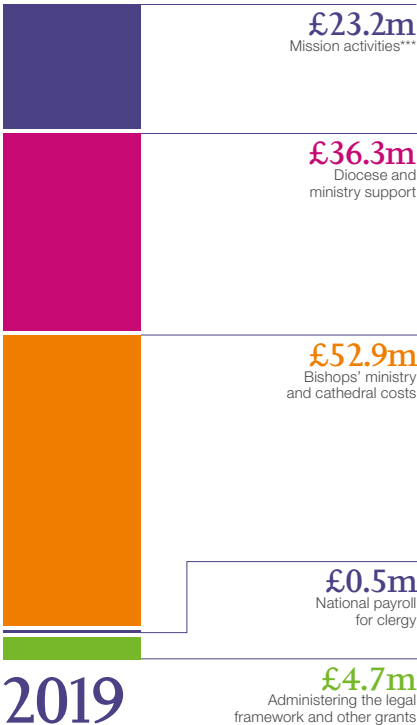 £23.2m
Mission activities***
£36.3m
Diocese and
ministry support
£52.9m
Bishops’ ministry
and cathedral costs
£0.5m
National payroll
for clergy
£4.7m
Administering the legal
framework and other grants
2019